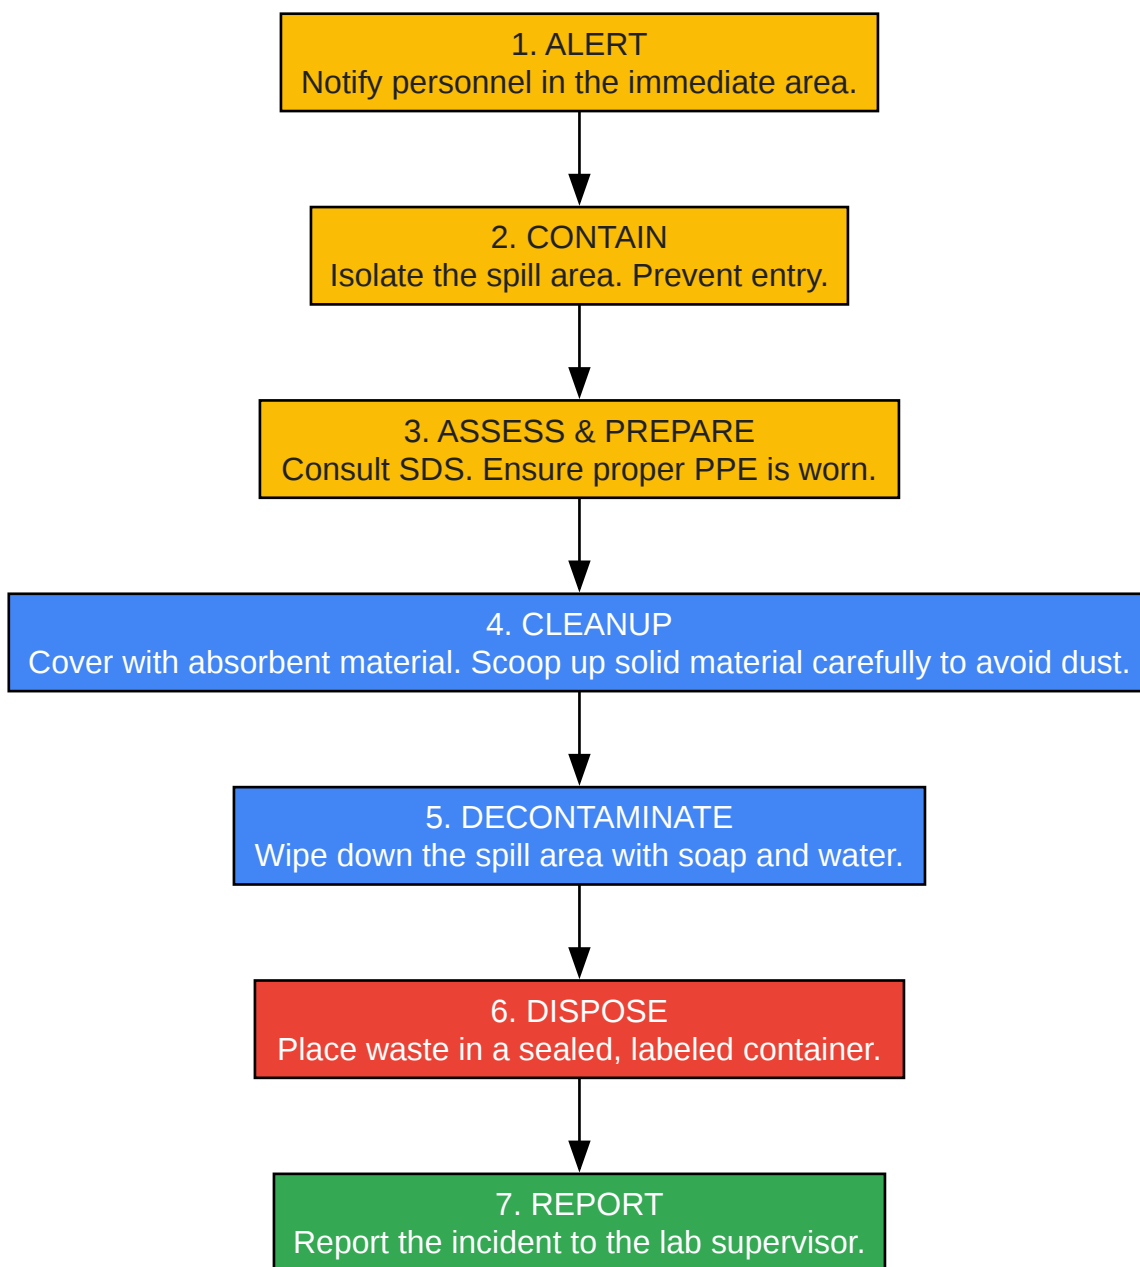 1. ALERT
Notify personnel in the immediate area.
2. CONTAIN
Isolate the spill area. Prevent entry.
3. ASSESS & PREPARE
Consult SDS. Ensure proper PPE is worn.
4. CLEANUP
Cover with absorbent material. Scoop up solid material carefully to avoid dust.
5. DECONTAMINATE
Wipe down the spill area with soap and water.
6. DISPOSE
Place waste in a sealed, labeled container.
7. REPORT
Report the incident to the lab supervisor.